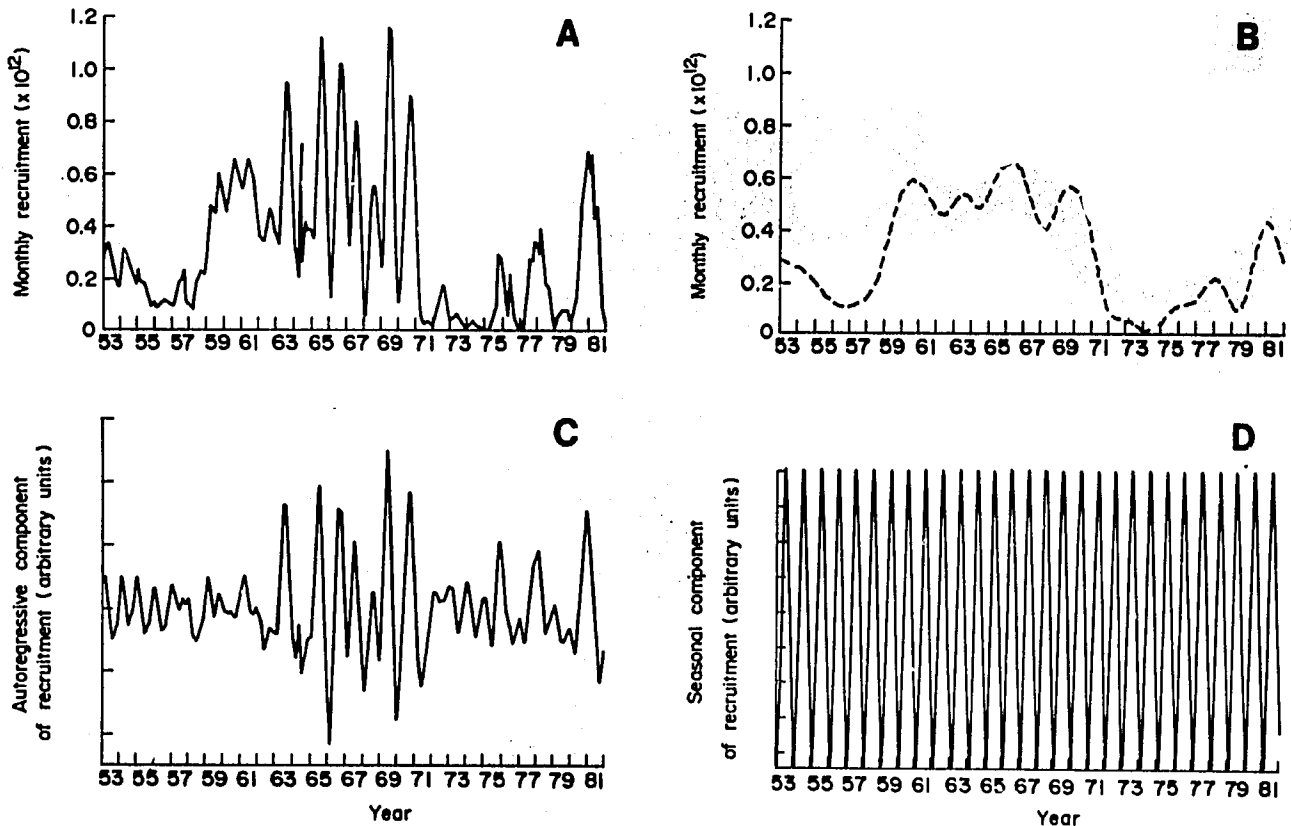 A
Monthly recruitment (x 10¹²)
1.2
1.0
0.8
0.6
0.4
0.2
0
53 55 57 59 61 63 65 67 69 71 73 75 77 79 81
B
Monthly recruitment (x 10¹²)
1.2
1.0
0.8
0.6
0.4
0.2
0
53 55 57 59 61 63 65 67 69 71 73 75 77 79 81
C
Autoregressive component
of recruitment (arbitrary units)
53 55 57 59 61 63 65 67 69 71 73 75 77 79 81
Year
D
Seasonal component
of recruitment (arbitrary units)
53 55 57 59 61 63 65 67 69 71 73 75 77 79 81
Year